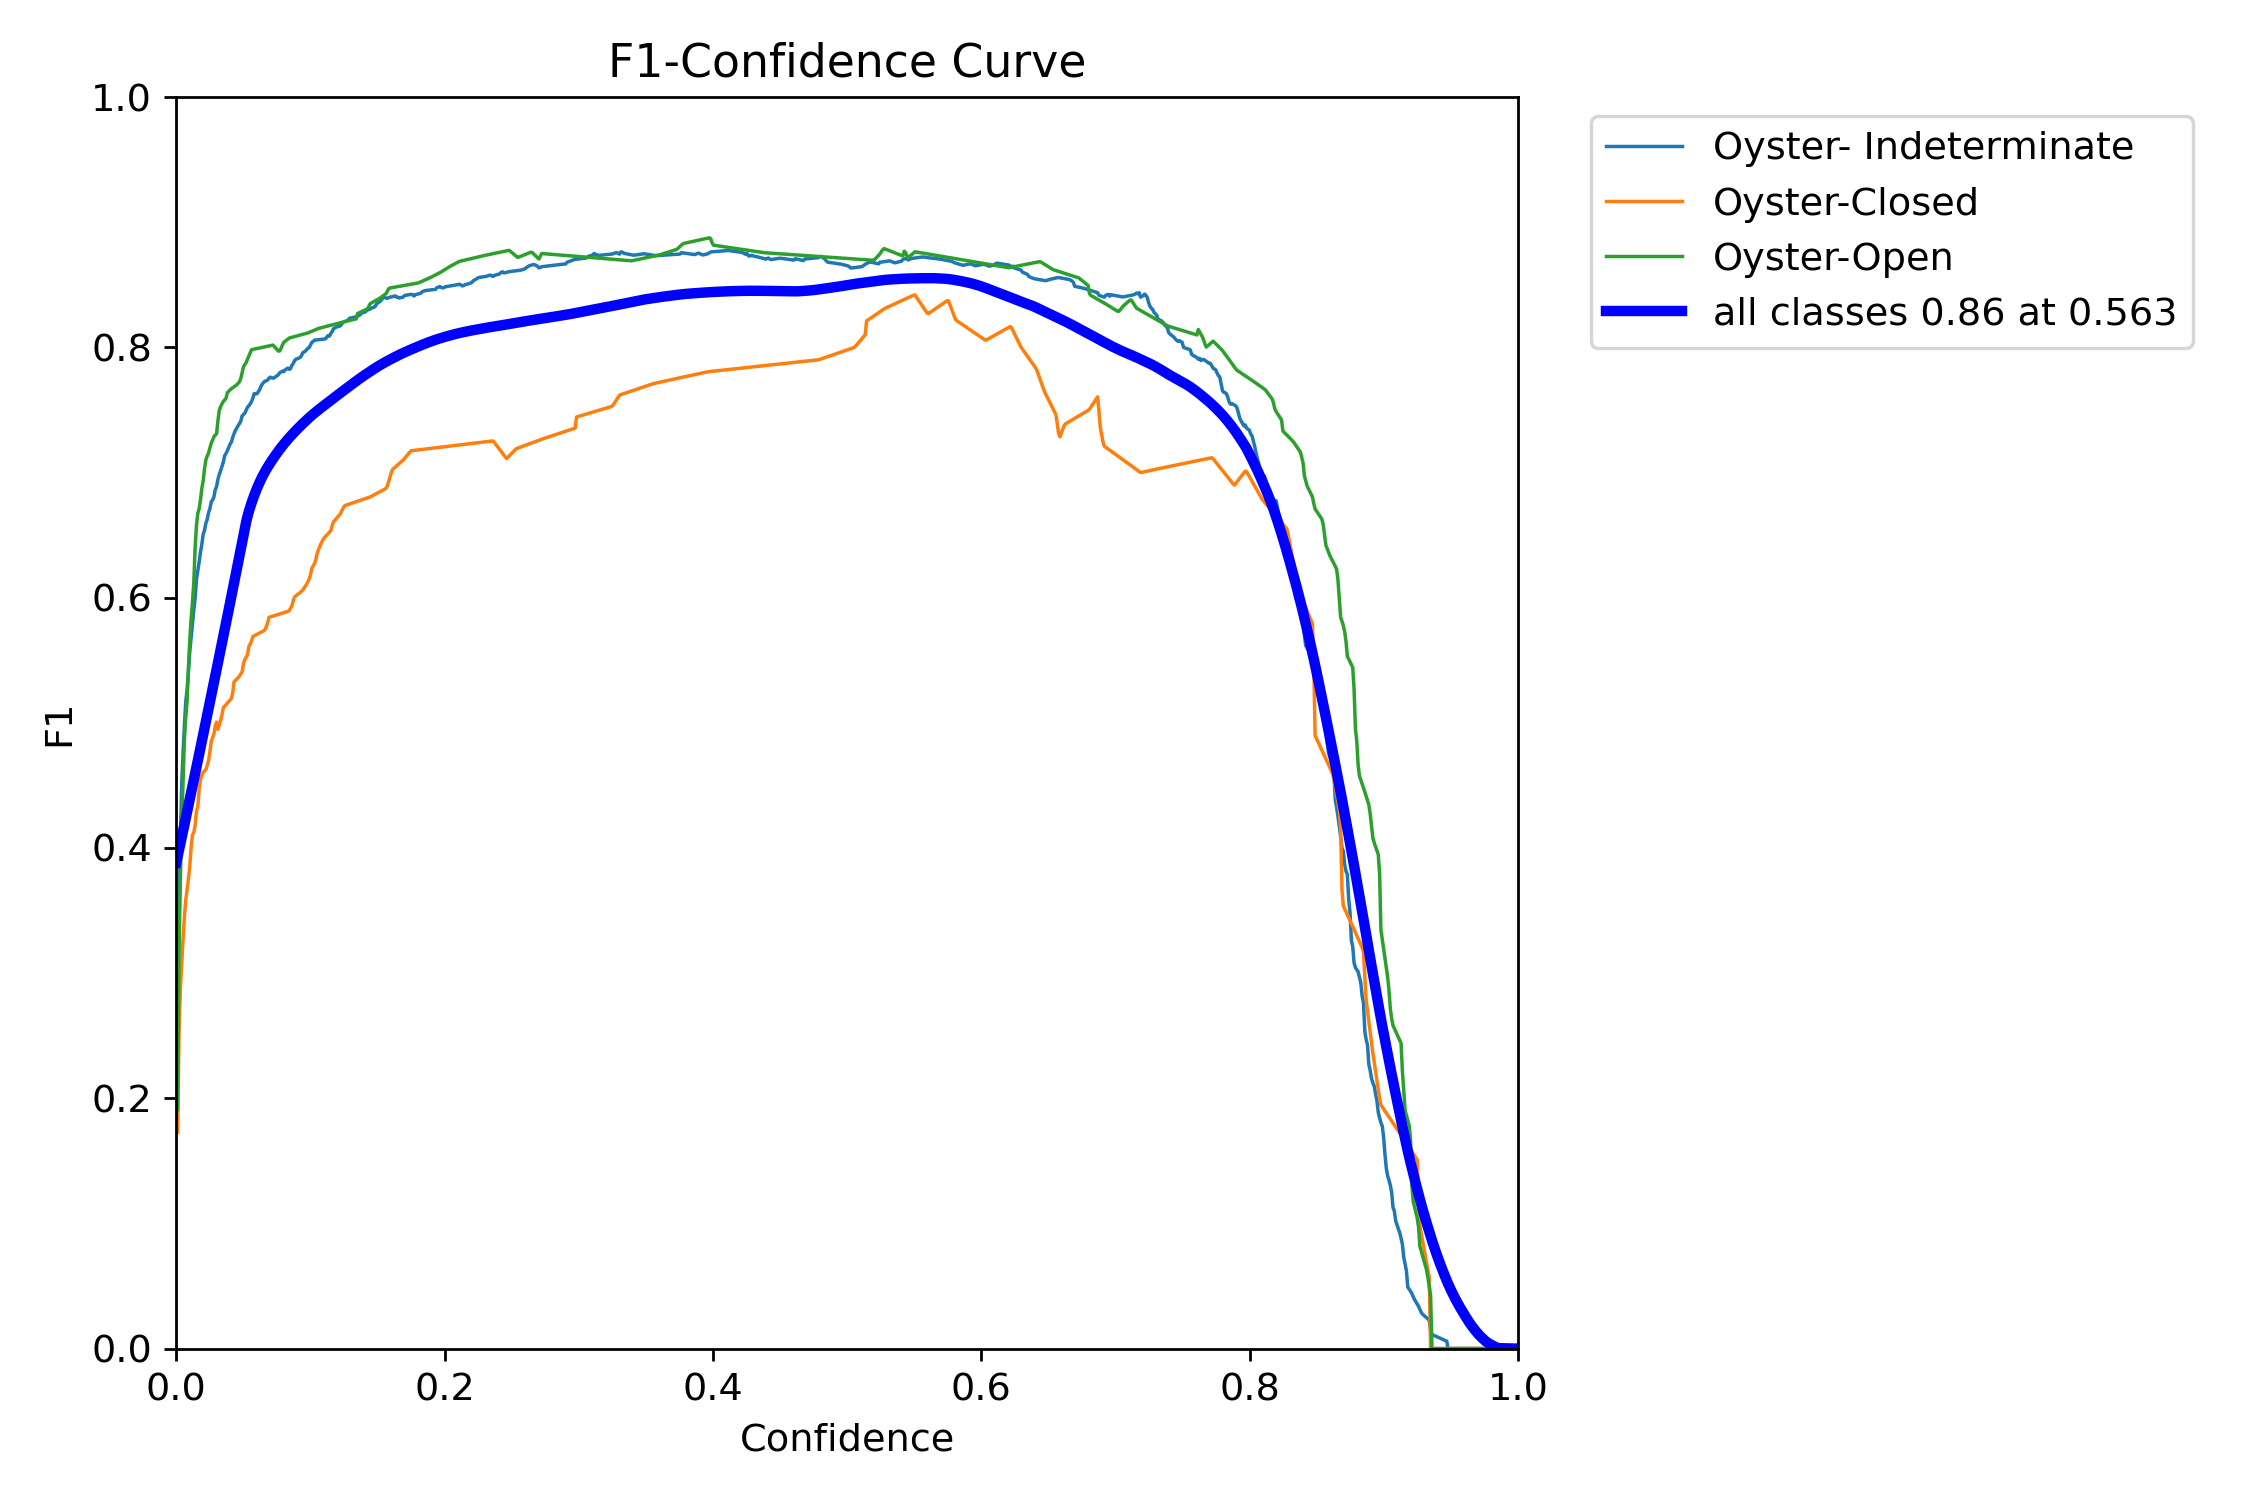 F1-Confidence Curve
1.0
0.8
0.6
0.4
0.2
0.0
F1
0.0 0.2 0.4 0.6 0.8 1.0
Confidence
Oyster- Indeterminate
Oyster-Closed
Oyster-Open
all classes 0.86 at 0.563